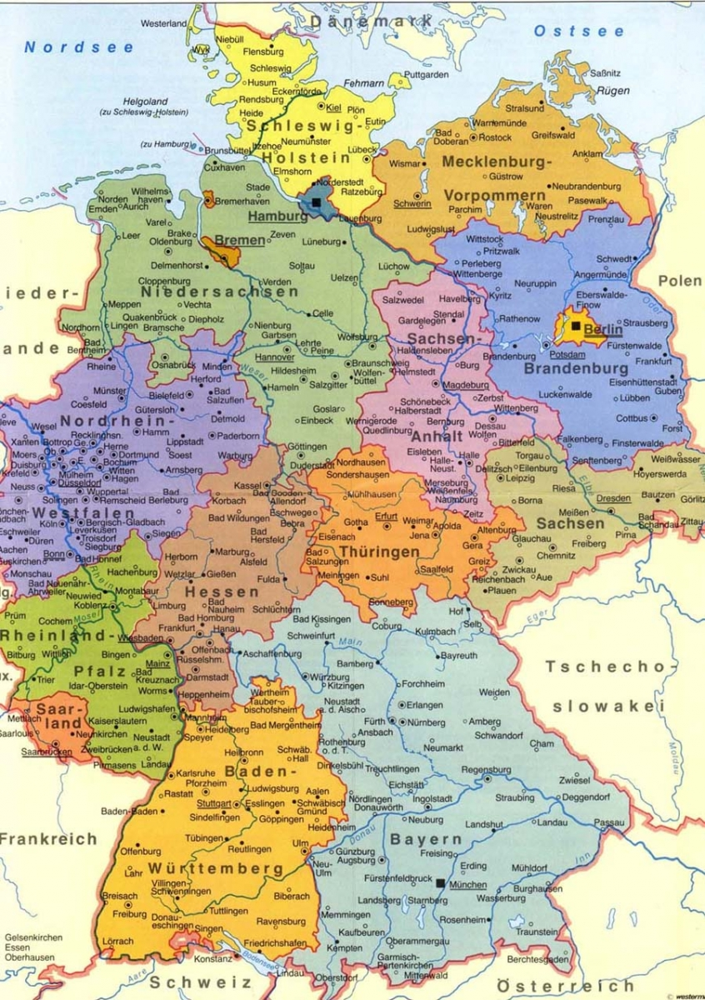 Dänemark
Nordsee
Ostsee
Westerland
Niebüll
Flensburg
Wyk
Schleswig
Husum
Eckernförde
Fehmarn
Puttgarden
Saßnitz
Rügen
Helgoland
(zu Schleswig-Holstein)
Rendsburg
Heide
Kiel
Plön
Eutin
Schleswig-
Holstein
Stralsund
Warnemünde
Bad
Doberan
Rostock
Greifswald
(zu Hamburg)
Brunsbüttel
Itzehoe
Neumünster
Lübeck
Cuxhaven
Elmshorn
Wismar
Mecklenburg-
Vorpommern
Anklam
Güstrow
Stade
Norderstedt
Ratzeburg
Neubrandenburg
Norden
Wilhelms-
haven
Emden
Aurich
Bremerhaven
Hamburg
Lauenburg
Schwerin
Parchim
Waren
Neustrelitz
Pasewalk
Prenzlau
Varel
Leer
Brake
Oldenburg
Bremen
Zeven
Lüneburg
Ludwigslust
Wittstock
Pritzwalk
Perleberg
Wittenberge
Schwedt
Angermünde
Delmenhorst
Soltau
Uelzen
Lüchow
Cloppenburg
Verden
Niedersachsen
Salzwedel
Havelberg
Kyritz
Neuruppin
Eberswalde-
Finow
Oder
Polen
Nieder-
lande
Meppen
Vechta
Quakenbrück
Diepholz
Celle
Gardelegen
Stendal
Rathenow
Berlin
Strausberg
Nordhorn
Lingen
Bramsche
Nienburg
Garbsen
Wolfsburg
Sachsen-
Anhalt
Bad
Bentheim
Rheine
Osnabrück
Minden
Hannover
Lehrte
Peine
Haldensleben
Brandenburg
Potsdam
Fürstenwalde
Frankfurt
Weser
Herford
Hildesheim
Braunschweig
Wolfen-
büttel
Helmstedt
Burg
Brandenburg
Eisenhüttenstadt
Guben
Münster
Coesfeld
Bielefeld
Bad
Salzuflen
Hameln
Salzgitter
Magdeburg
Zerbst
Luckenwalde
Lübben
Gütersloh
Detmold
Goslar
Einbeck
Wernigerode
Quedlinburg
Schönebeck
Halberstadt
Bernburg
Dessau
Wolfen
Wittenberg
Cottbus
Forst
Nordrhein-
Westfalen
Wesel
Xanten
Bottrop
Ge
Recklinghsn.
Hamm
Lippstadt
Paderborn
Herne
Moers
Duisburg
E
Bochum
Dortmund
Soest
Warburg
Göttingen
Duderstadt
Eisleben
Halle-
Neust.
Halle
Bitterfeld
Falkenberg
Finsterwalde
Senftenberg
Weißwasser
Hoyerswerda
Krefeld
Mülheim
Witten
Hagen
Arnsberg
Neuss
Düsseldorf
Wuppertal
Solingen
Remscheid
Berleburg
Kassel
Bad Sooden-
Allendorf
Nordhausen
Sondershausen
Mühlhausen
Merseburg
Weißenfels
Naumburg
Delitzsch
Eilenburg
Torgau
Leipzig
Riesa
Elbe
Meißen
Dresden
Bautzen
Görlitz
Köln
Bergisch-Gladbach
Leverkusen
Troisdorf
Siegburg
Siegen
Korbach
Bad Wildungen
Eschwege
Bebra
Bad
Hersfeld
Eisenach
Gotha
Erfurt
Weimar
Apolda
Jena
Zeitz
Borna
Altenburg
Sachsen
Pirna
Bad
Schandau
Zittau
Eschweiler
Düren
Aachen
Euskirchen
Bonn
Bad Honnef
Monschau
Bad Neuenahr-
Ahrweiler
Rhein
Hachenburg
Herborn
Marburg
Alsfeld
Bad
Salzungen
Thüringen
Gera
Glauchau
Chemnitz
Freiberg
Neuwied
Koblenz
Montabaur
Wetzlar
Gießen
Fulda
Meiningen
Suhl
Saalfeld
Greiz
Zwickau
Reichenbach
Aue
Plauen
Hessen
Prüm
Cochem
Mosel
Limburg
Bad
Nauheim
Schlüchtern
Sonneberg
Hof
Selb
Eger
Rheinland-
Pfalz
Wiesbaden
Bad Homburg
Frankfurt
Hanau
Bad Kissingen
Coburg
Kulmbach
Bitburg
Wittlich
Bingen
Mainz
Offenbach
Rüsselshm.
Aschaffenburg
Schweinfurt
Main
Bayreuth
Bamberg
Trier
Idar-Oberstein
Bad
Kreuznach
Worms
Darmstadt
Heppenheim
Würzburg
Kitzingen
Forchheim
Tschecho-
slowakei
Saar-
land
Mettlach
Saarlouis
Saarbrücken
Neunkirchen
Kaiserslautern
Ludwigshafen
Mannheim
Wertheim
Tauber-
bischofsheim
Neustadt
a. d. Aisch
Erlangen
Weiden
Zweibrücken
Neustadt
a. d. W.
Speyer
Heidelberg
Bad Mergentheim
Fürth
Nürnberg
Ansbach
Amberg
Schwandorf
Pirmasens
Landau
Heilbronn
Schwäb.
Hall
Rothenburg
o. d. T.
Neumarkt
Cham
Moldau
Karlsruhe
Baden-
Württemberg
Dinkelsbühl
Treuchtlingen
Regensburg
Zwiesel
Rastatt
Pforzheim
Ludwigsburg
Aalen
Eichstätt
Baden-Baden
Stuttgart
Esslingen
Schwäbisch
Gmünd
Nördlingen
Donauwörth
Ingolstadt
Straubing
Deggendorf
Frankreich
Sindelfingen
Göppingen
Heidenheim
Neuburg
Landshut
Landau
Passau
Tübingen
Reutlingen
Ulm
Donau
Bayern
Offenburg
Neu-
Ulm
Günzburg
Augsburg
Freising
Inn
Lahr
Villingen-
Schwenningen
Fürstenfeldbruck
Erding
Mühldorf
München
Burghausen
Breisach
Freiburg
Biberach
Landsberg
Starnberg
Wasserburg
Donau-
eschingen
Tuttlingen
Memmingen
Rosenheim
Ravensburg
Kaufbeuren
Traunstein
Singen
Gelsenkirchen
Essen
Oberhausen
Lörrach
Friedrichshafen
Kempten
Oberammergau
Konstanz
Bodensee
Garmisch-
Partenkirchen
Berchtesgaden
Lindau
Oberstdorf
Mittenwald
Aare
Schweiz
Österreich
© westerma